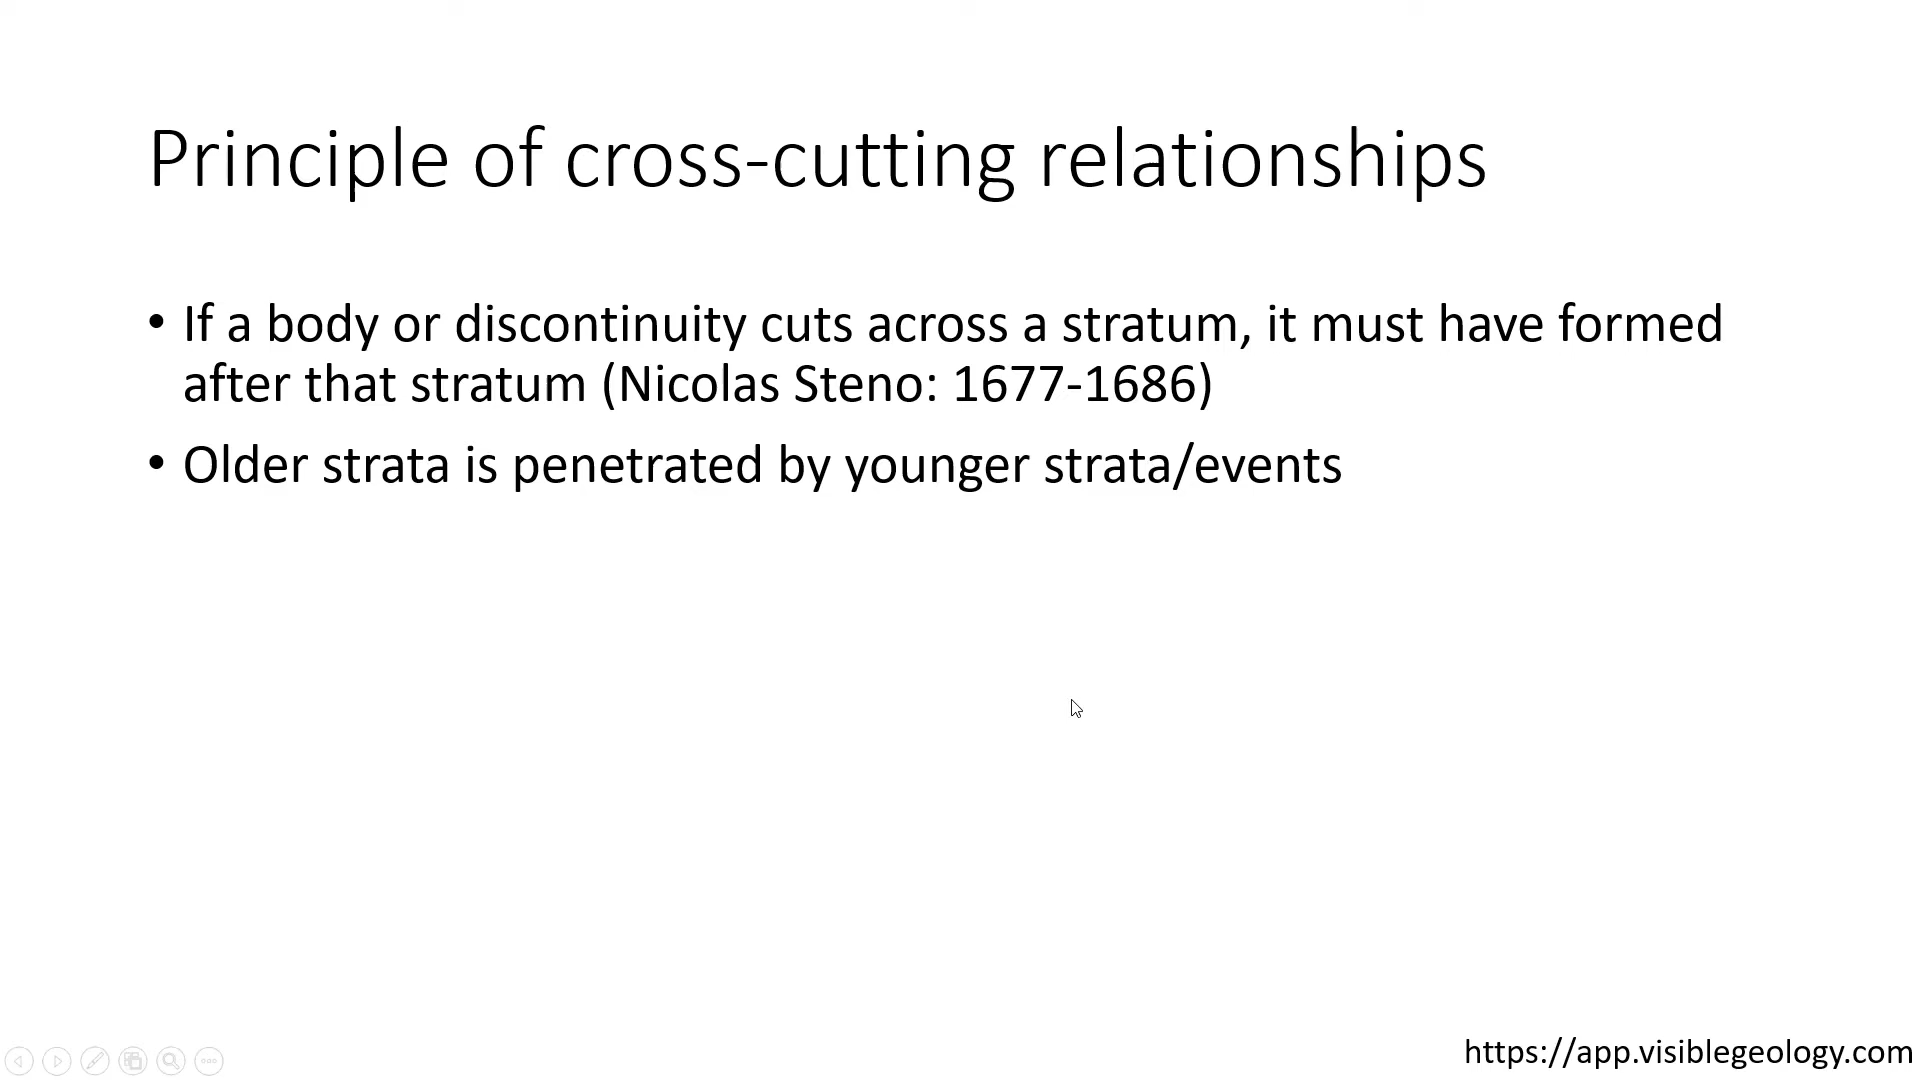 Principle of cross-cutting relationships
• If a body or discontinuity cuts across a stratum, it must have formed
after that stratum (Nicolas Steno: 1677-1686)
• Older strata is penetrated by younger strata/events
https://app.visiblegeology.com